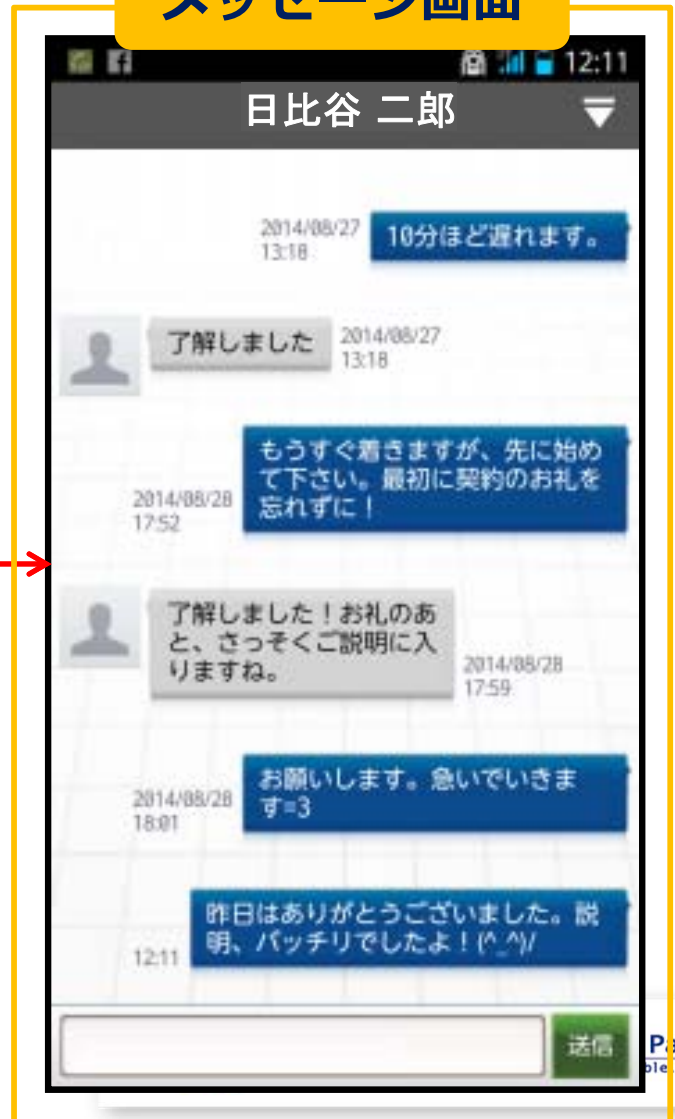 メッセージ画面
12:11
日比谷 二郎
2014/08/27
13:18
10分ほど遅れます。
了解しました
2014/08/27
13:18
もうすぐ着きますが、先に始め
て下さい。最初に契約のお礼を
忘れずに！
2014/08/28
17:52
了解しました！お礼のあ
と、さっそくご説明に入
りますね。
2014/08/28
17:59
お願いします。急いでいきま
す=3
2014/08/28
18:01
昨日はありがとうございました。説
明、バッチリでしたよ！(^_^)/
12:11
送信